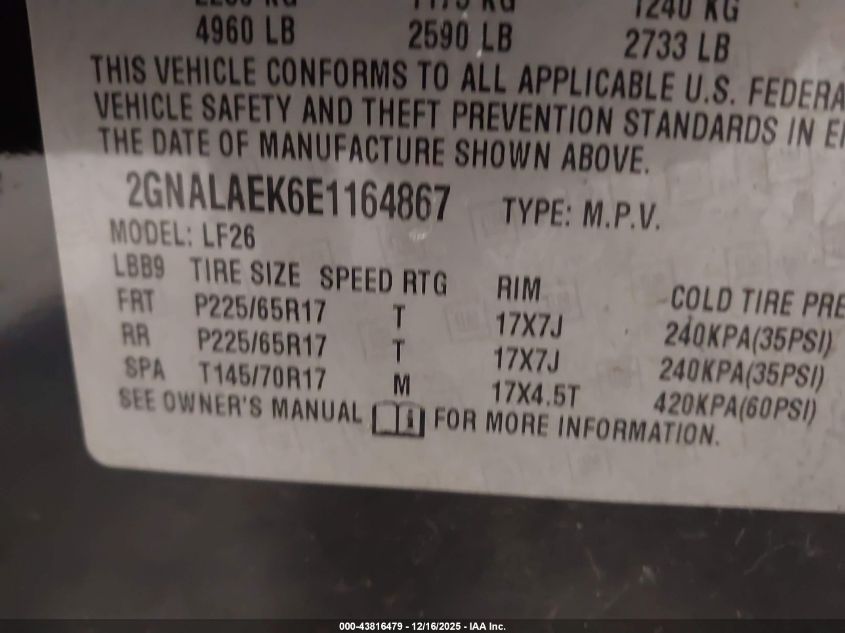 1240 KG
4960 LB 2590 LB 2733 LB
THIS VEHICLE CONFORMS TO ALL APPLICABLE U.S. FEDERA
VEHICLE SAFETY AND THEFT PREVENTION STANDARDS IN E
THE DATE OF MANUFACTURE SHOWN ABOVE.
2GNALAEK6E1164867 TYPE: M.P.V.
MODEL: LF26
LBB9 TIRE SIZE SPEED RTG RIM COLD TIRE PRE
FRT P225/65R17 T 17X7J 240KPA(35PSI)
RR P225/65R17 T 17X7J 240KPA(35PSI)
SPA T145/70R17 M 17X4.5T 420KPA(60PSI)
SEE OWNER'S MANUAL FOR MORE INFORMATION.
000-43816479 - 12/16/2025 - IAA Inc.